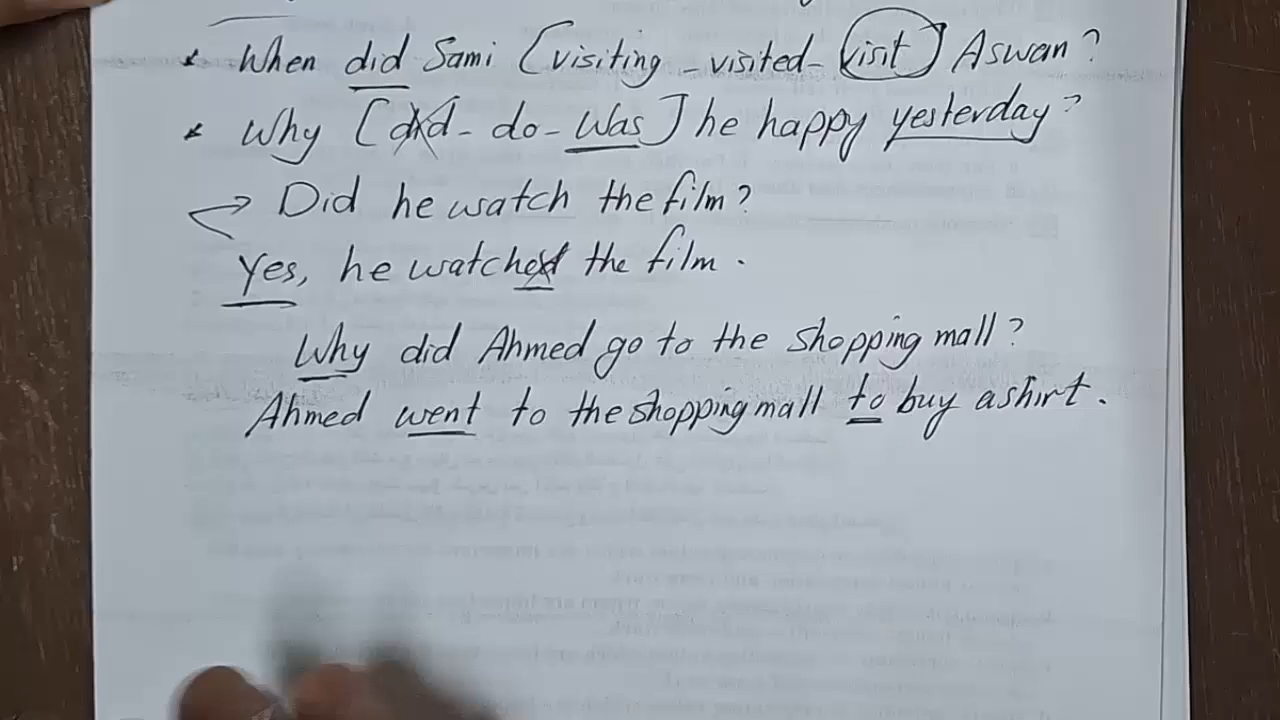 * When did Sami [visiting - visited - visit] Aswan?
* Why [did - do - was] he happy yesterday?
→ Did he watch the film?
Yes, he watched the film.
Why did Ahmed go to the shopping mall?
Ahmed went to the shopping mall to buy a shirt.